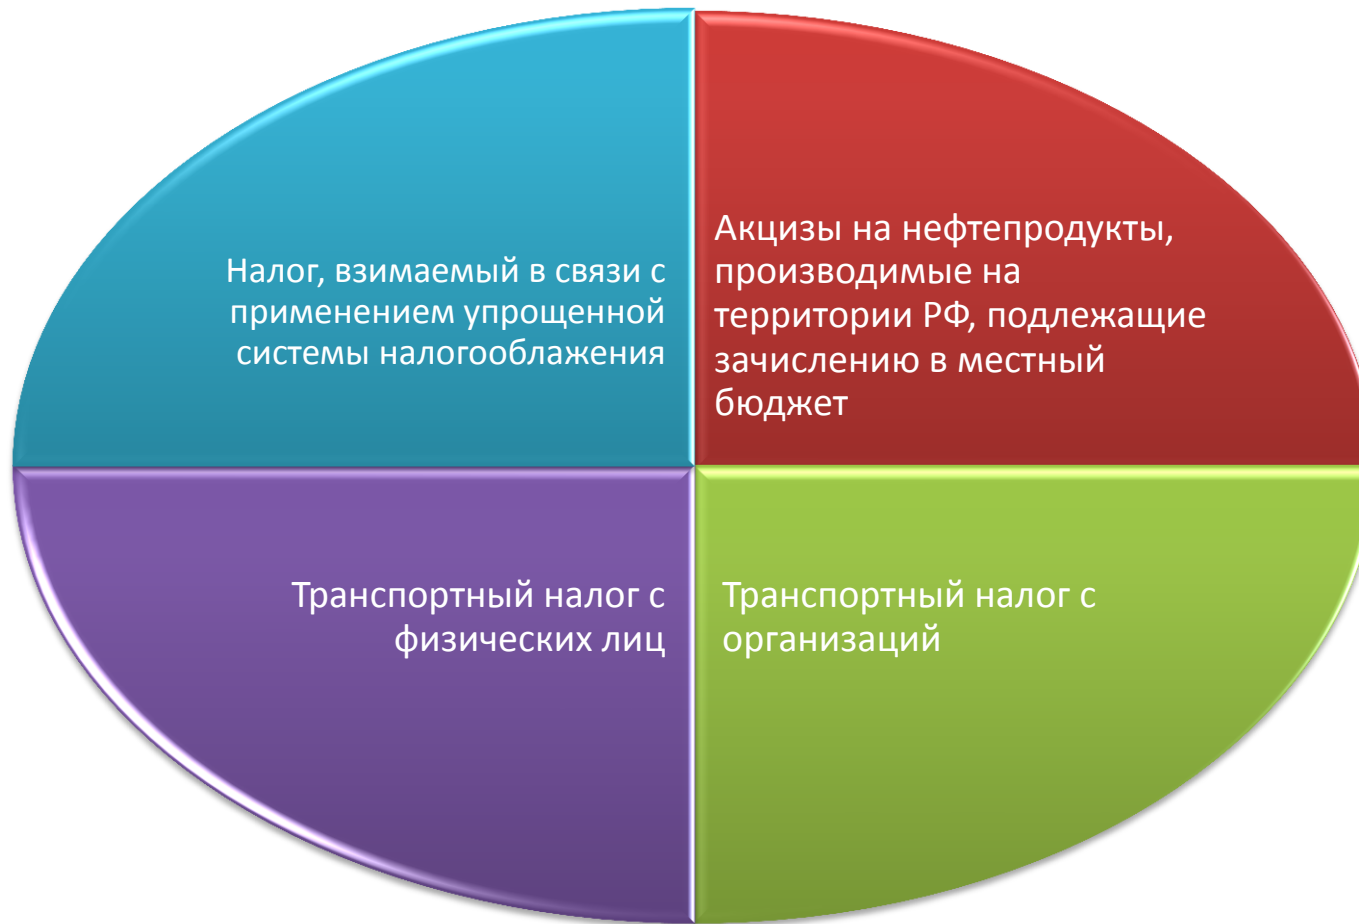 Налог, взимаемый в связи с
применением упрощенной
системы налогооблажения
Акцизы на нефтепродукты,
производимые на
территории РФ, подлежащие
зачислению в местный
бюджет
Транспортный налог с
физических лиц
Транспортный налог с
организаций